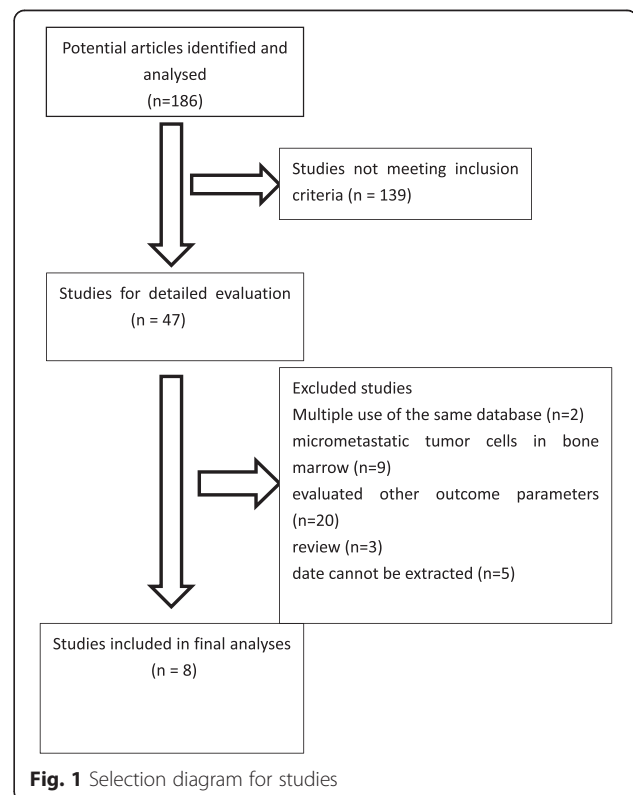 Potential articles identified and
analysed
(n=186)
Studies not meeting inclusion
criteria (n = 139)
Studies for detailed evaluation
(n = 47)
Excluded studies
Multiple use of the same database (n=2)
micrometastatic tumor cells in bone
marrow (n=9)
evaluated other outcome parameters
(n=20)
review (n=3)
date cannot be extracted (n=5)
Studies included in final analyses
(n = 8)
Fig. 1 Selection diagram for studies